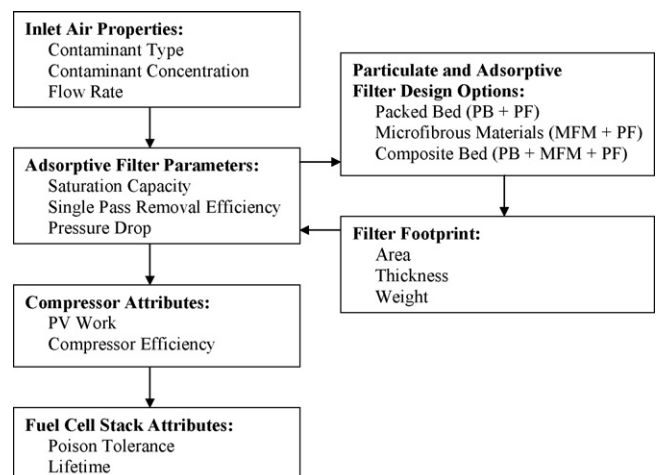 Inlet Air Properties:
Contaminant Type
Contaminant Concentration
Flow Rate
Adsorptive Filter Parameters:
Saturation Capacity
Single Pass Removal Efficiency
Pressure Drop
Particulate and Adsorptive
Filter Design Options:
Packed Bed (PB + PF)
Microfibrous Materials (MFM + PF)
Composite Bed (PB + MFM + PF)
Filter Footprint:
Area
Thickness
Weight
Compressor Attributes:
PV Work
Compressor Efficiency
Fuel Cell Stack Attributes:
Poison Tolerance
Lifetime